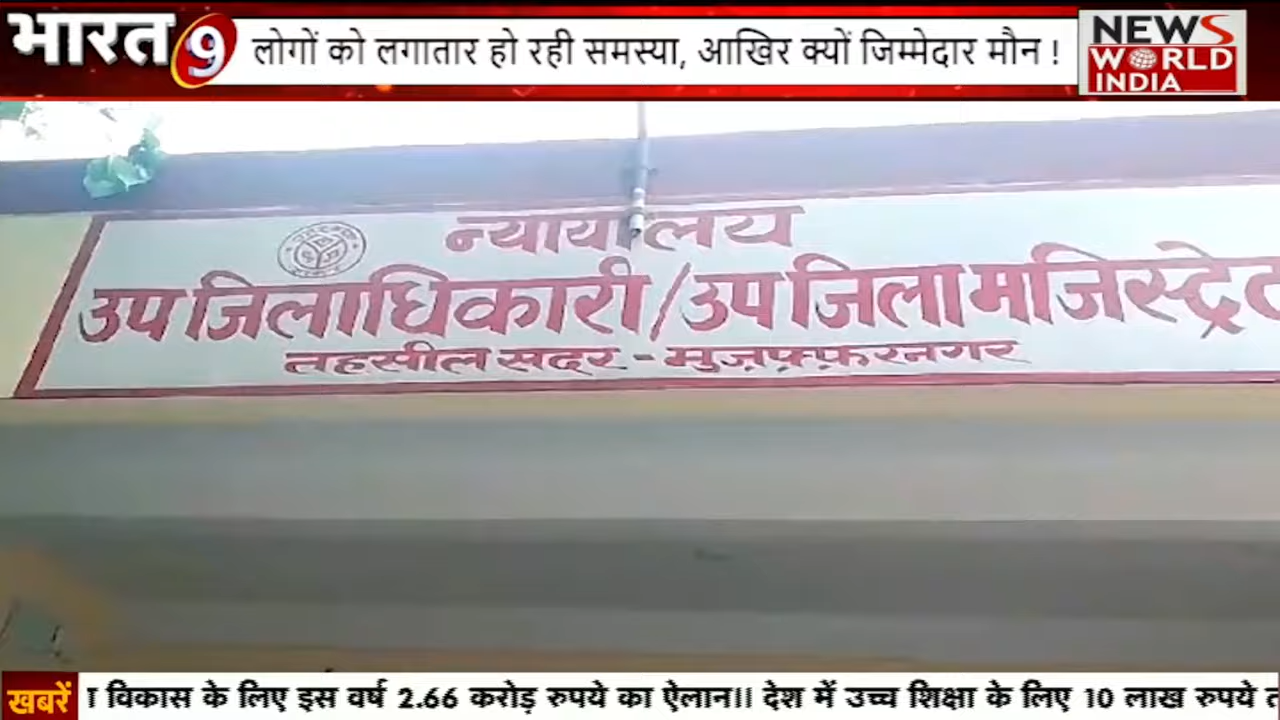 भारत 9
लोगों को लगातार हो रही समस्या, आखिर क्यों जिम्मेदार मौन !
NEWS
WORLD
INDIA
न्यायालय
उप जिलाधिकारी/उप जिला मजिस्ट्रेट
तहसील सदर - मुज़फ़्फ़रनगर
खबरें
विकास के लिए इस वर्ष 2.66 करोड़ रुपये का ऐलान।। देश में उच्च शिक्षा के लिए 10 लाख रुपये